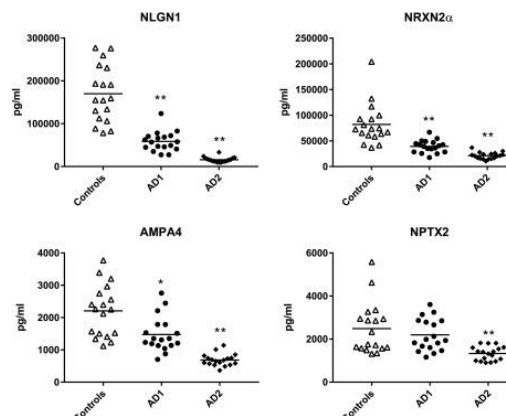 NLGN1
300000
200000
100000
0
pg/ml
**
**
Controls
AD1
AD2
NRXN2α
250000
200000
150000
100000
50000
0
pg/ml
**
**
Controls
AD1
AD2
AMPA4
4000
3000
2000
1000
0
pg/ml
*
**
Controls
AD1
AD2
NPTX2
6000
4000
2000
0
pg/ml
**
Controls
AD1
AD2